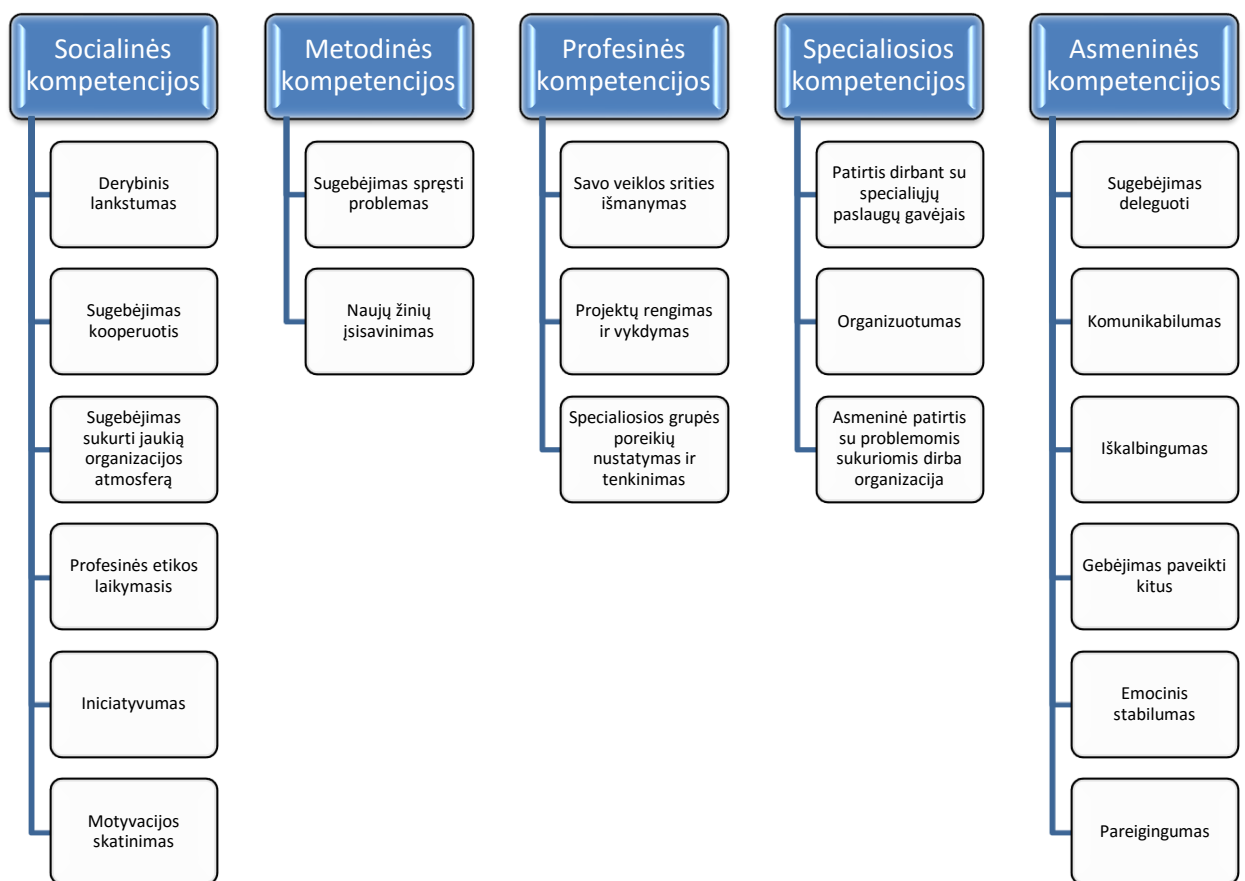 Socialinės
kompetencijos
Derybinis
lankstumas
Sugebėjimas
kooperuotis
Sugebėjimas
sukurti jaukią
organizacijos
atmosferą
Profesinės etikos
laikymasis
Iniciatyvumas
Motyvacijos
skatinimas
Metodinės
kompetencijos
Sugebėjimas spręsti
problemas
Naujų žinių
įsisavinimas
Profesinės
kompetencijos
Savo veiklos srities
išmanymas
Projektų rengimas
ir vykdymas
Specialiosios grupės
poreikių
nustatymas ir
tenkinimas
Specialiosios
kompetencijos
Patirtis dirbant su
specialiųjų
paslaugų gavėjais
Organizuotumas
Asmeninė patirtis
su problemomis
sukuriomis dirba
organizacija
Asmeninės
kompetencijos
Sugebėjimas
deleguoti
Komunikabilumas
Iškalbingumas
Gebėjimas paveikti
kitus
Emocinis
stabilumas
Pareigingumas